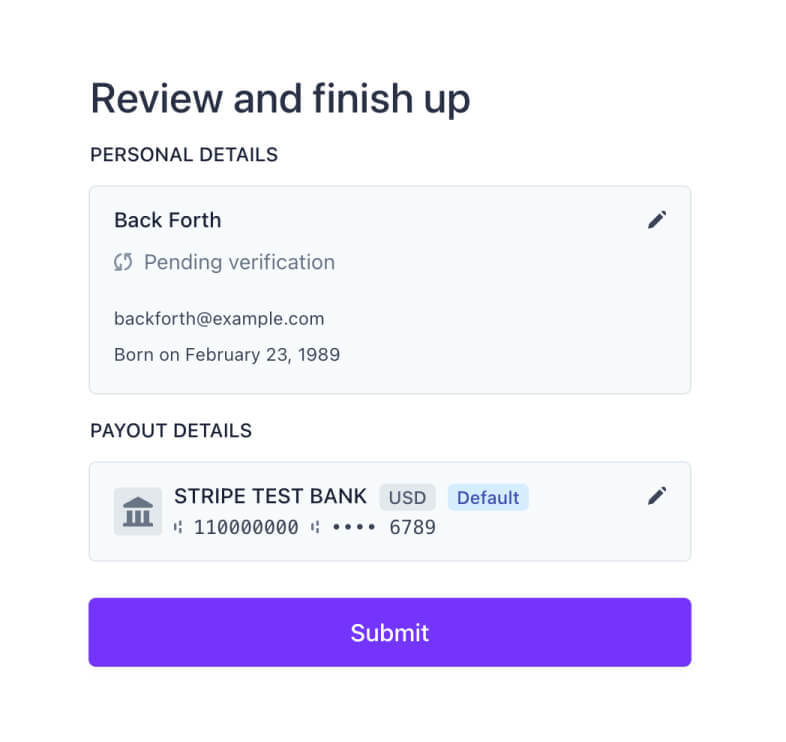 Review and finish up
PERSONAL DETAILS
Back Forth
Pending verification
backforth@example.com
Born on February 23, 1989
PAYOUT DETAILS
STRIPE TEST BANK USD Default
⑆ 110000000 ⑆ •••• 6789
Submit